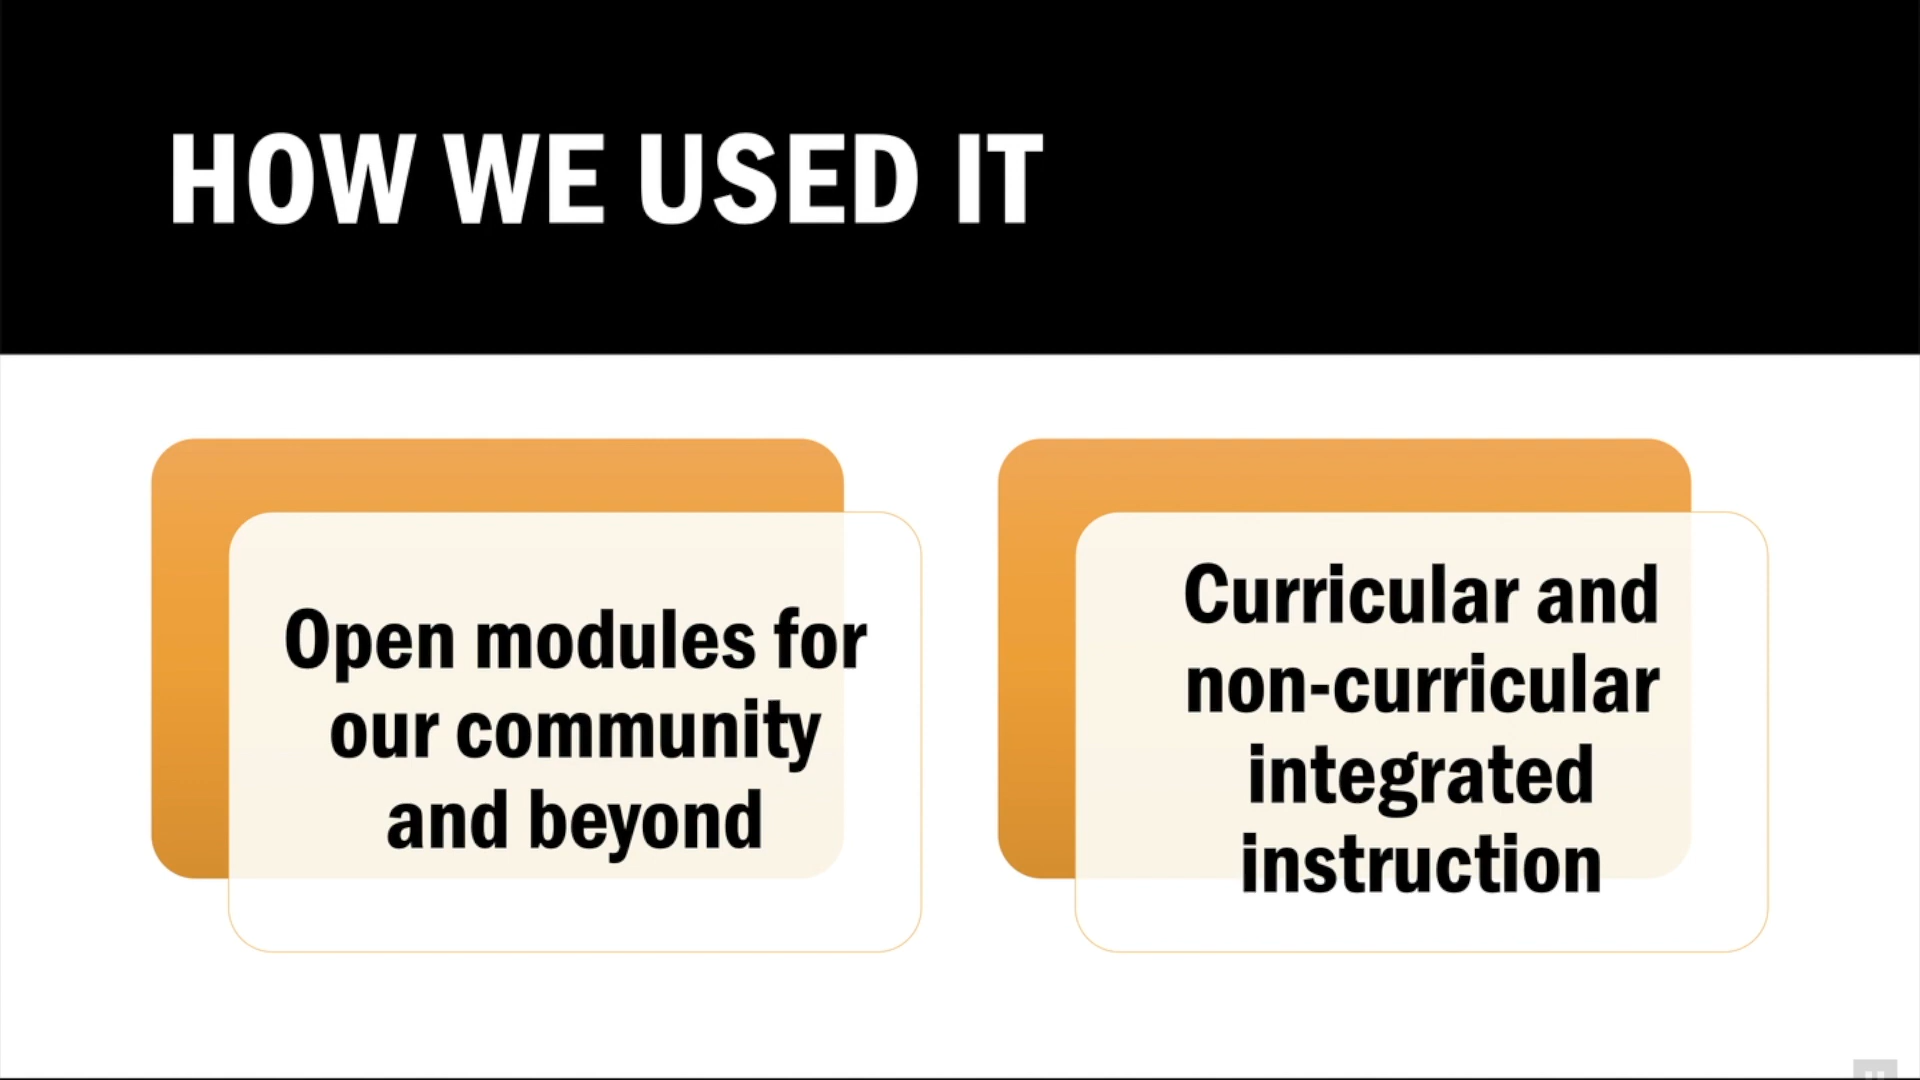 HOW WE USED IT
Open modules for
our community
and beyond
Curricular and
non-curricular
integrated
instruction